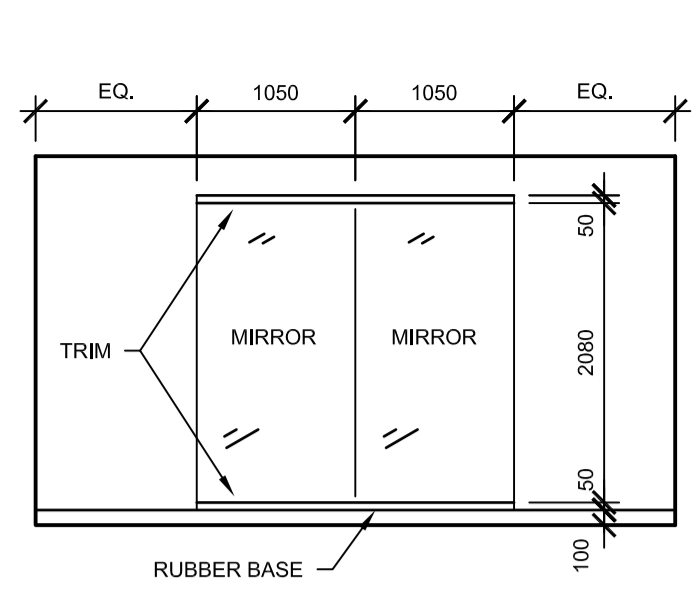 EQ. 1050 1050 EQ.
50
MIRROR MIRROR
TRIM
2080
50
100
RUBBER BASE